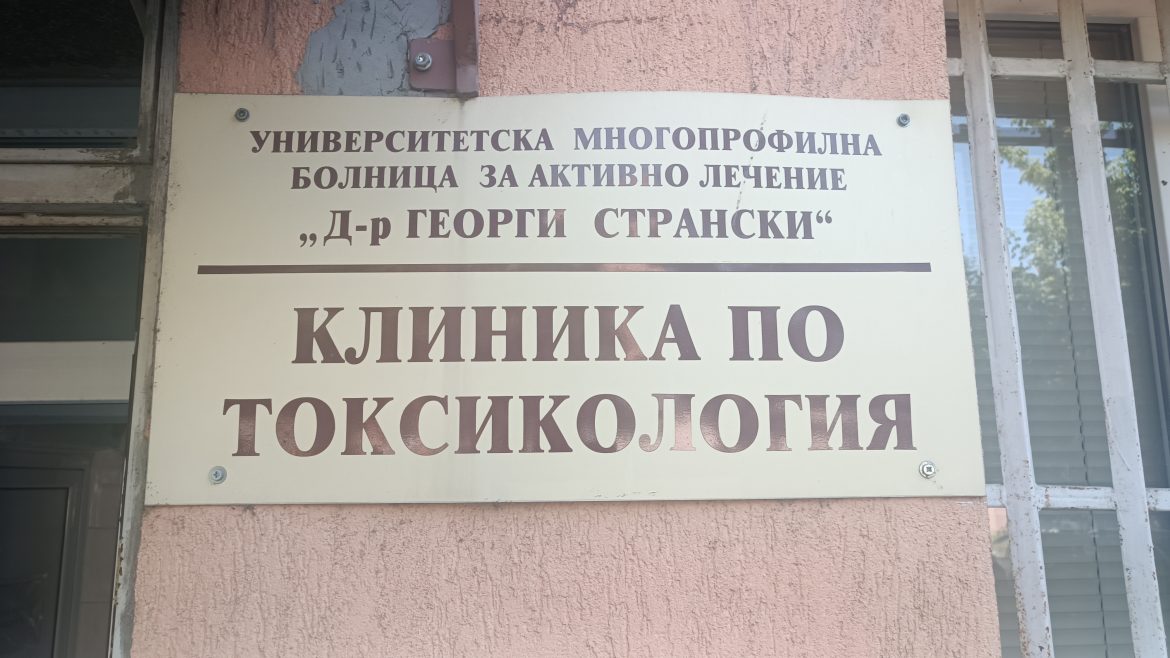 УНИВЕРСИТЕТСКА МНОГОПРОФИЛНА
БОЛНИЦА ЗА АКТИВНО ЛЕЧЕНИЕ
„Д-р ГЕОРГИ СТРАНСКИ“
КЛИНИКА ПО
ТОКСИКОЛОГИЯ